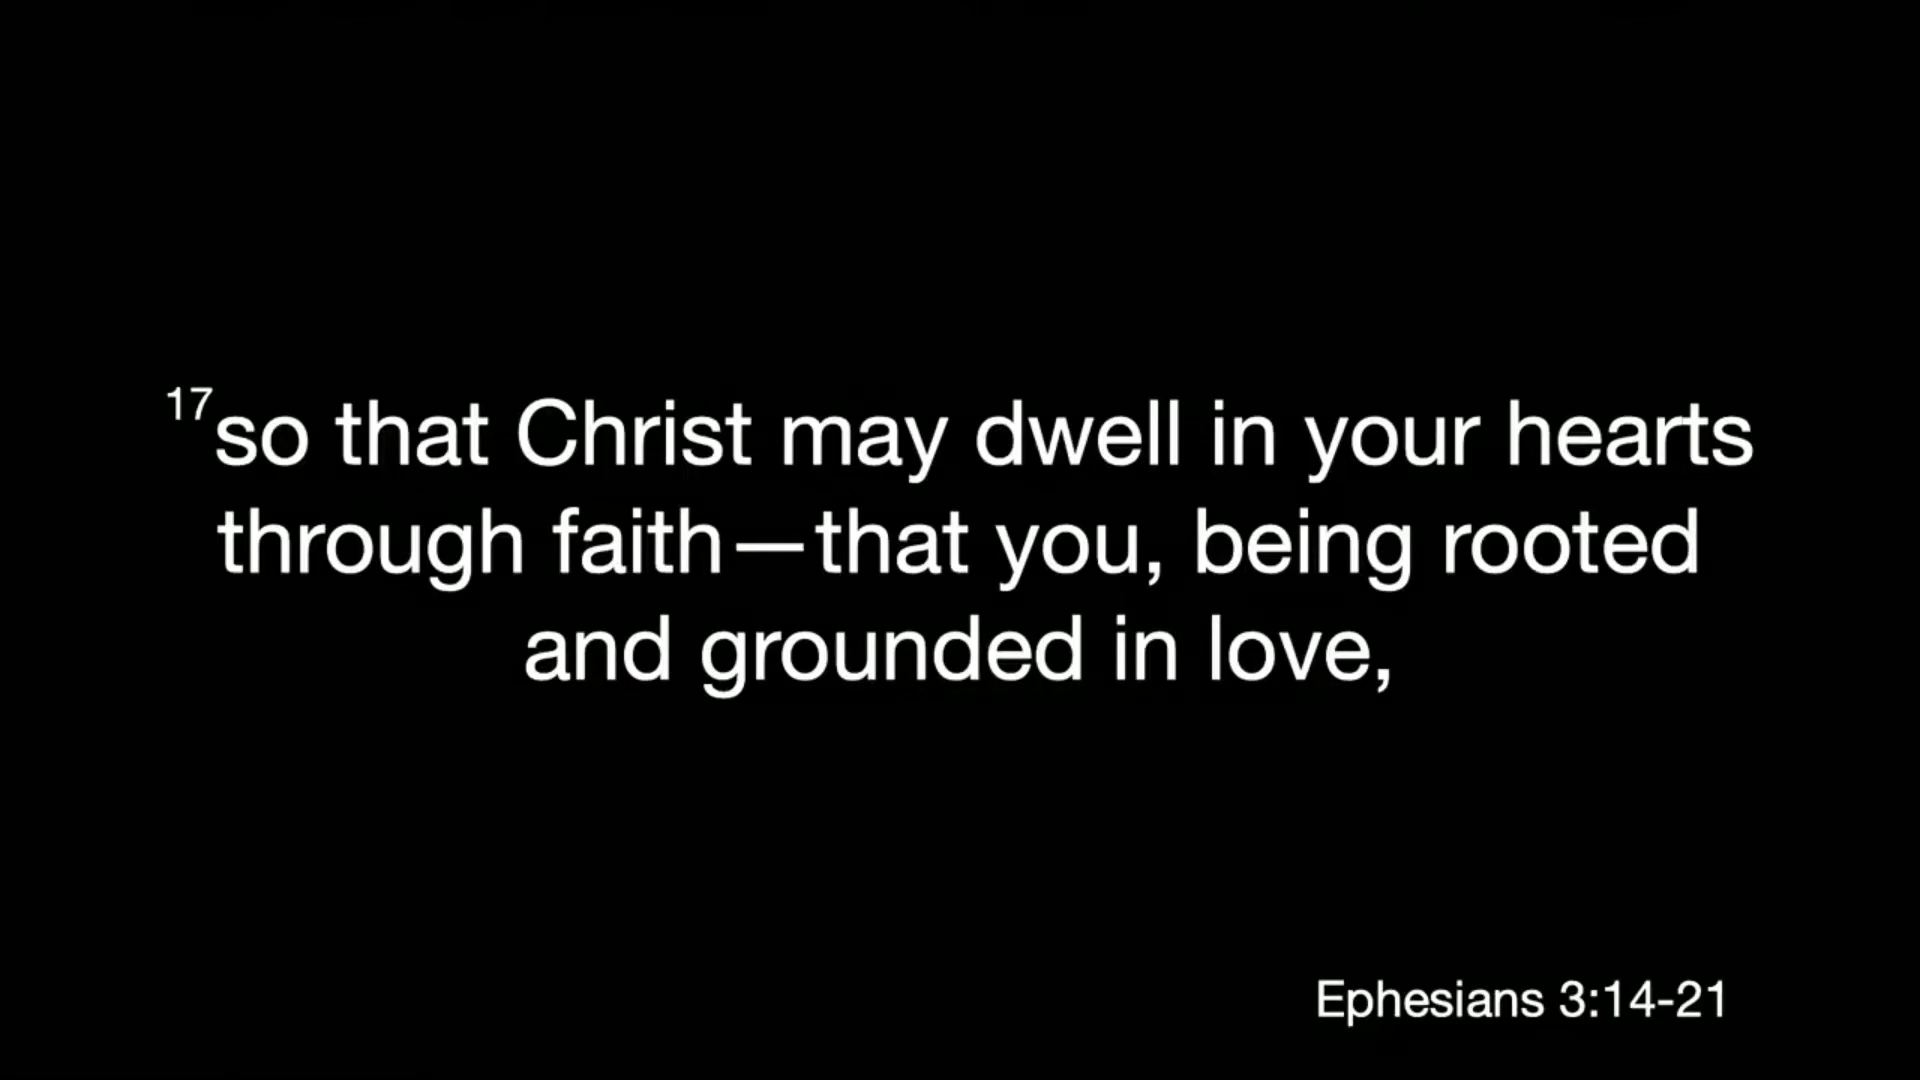 17so that Christ may dwell in your hearts
through faith—that you, being rooted
and grounded in love,
Ephesians 3:14-21